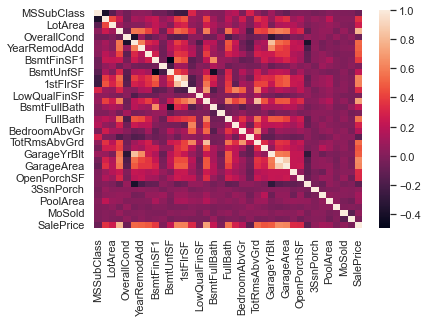 MSSubClass
LotArea
OverallCond
YearRemodAdd
BsmtFinSF1
BsmtUnfSF
1stFlrSF
LowQualFinSF
BsmtFullBath
FullBath
BedroomAbvGr
TotRmsAbvGrd
GarageYrBlt
GarageArea
OpenPorchSF
3SsnPorch
PoolArea
MoSold
SalePrice
MSSubClass
LotArea
OverallCond
YearRemodAdd
BsmtFinSF1
BsmtUnfSF
1stFlrSF
LowQualFinSF
BsmtFullBath
FullBath
BedroomAbvGr
TotRmsAbvGrd
GarageYrBlt
GarageArea
OpenPorchSF
3SsnPorch
PoolArea
MoSold
SalePrice
1.0
0.8
0.6
0.4
0.2
0.0
−0.2
−0.4